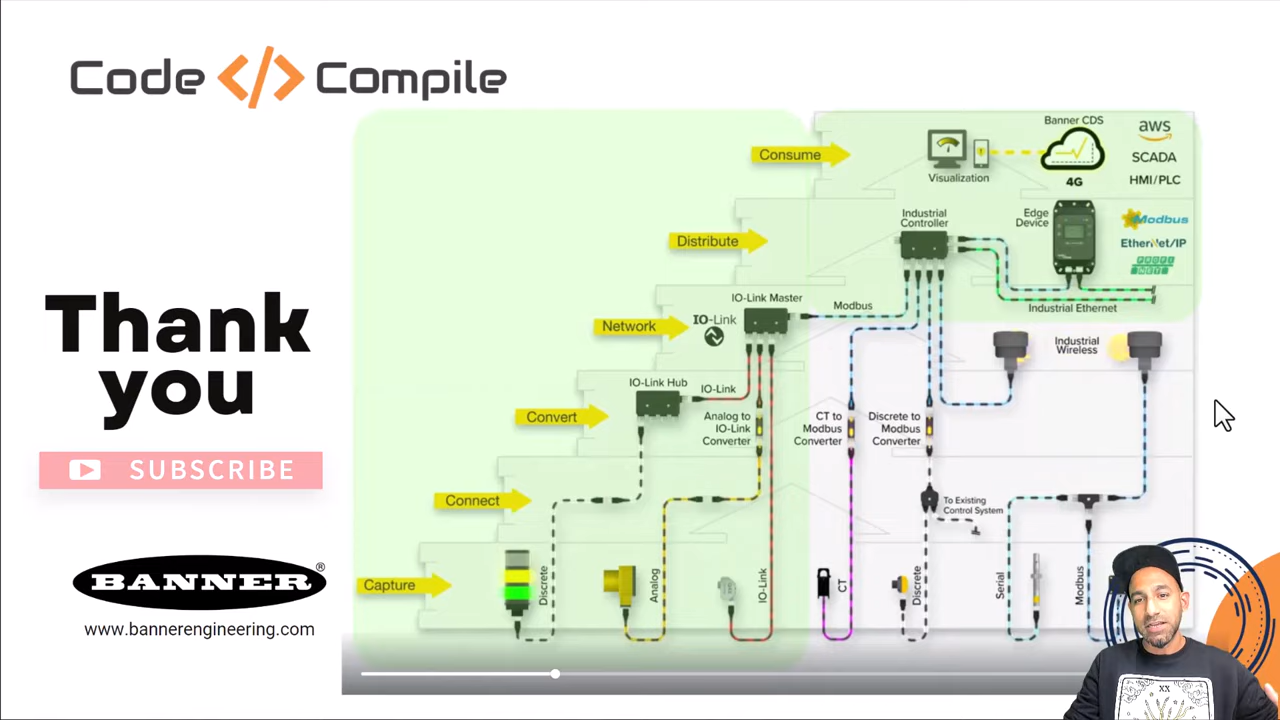 Code </> Compile
Thank
you
SUBSCRIBE
BANNER®
www.bannerengineering.com
Consume
Visualization
Banner CDS
4G
aws
SCADA
HMI/PLC
Distribute
Industrial
Controller
Edge
Device
Modbus
EtherNet/IP
PROFI
NET
Industrial Ethernet
Network
IO-Link
IO-Link Master
Modbus
Industrial
Wireless
Convert
IO-Link Hub
IO-Link
Analog to
IO-Link
Converter
CT to
Modbus
Converter
Discrete to
Modbus
Converter
Connect
To Existing
Control System
Capture
Discrete
Analog
IO-Link
CT
Discrete
Serial
Modbus
XX